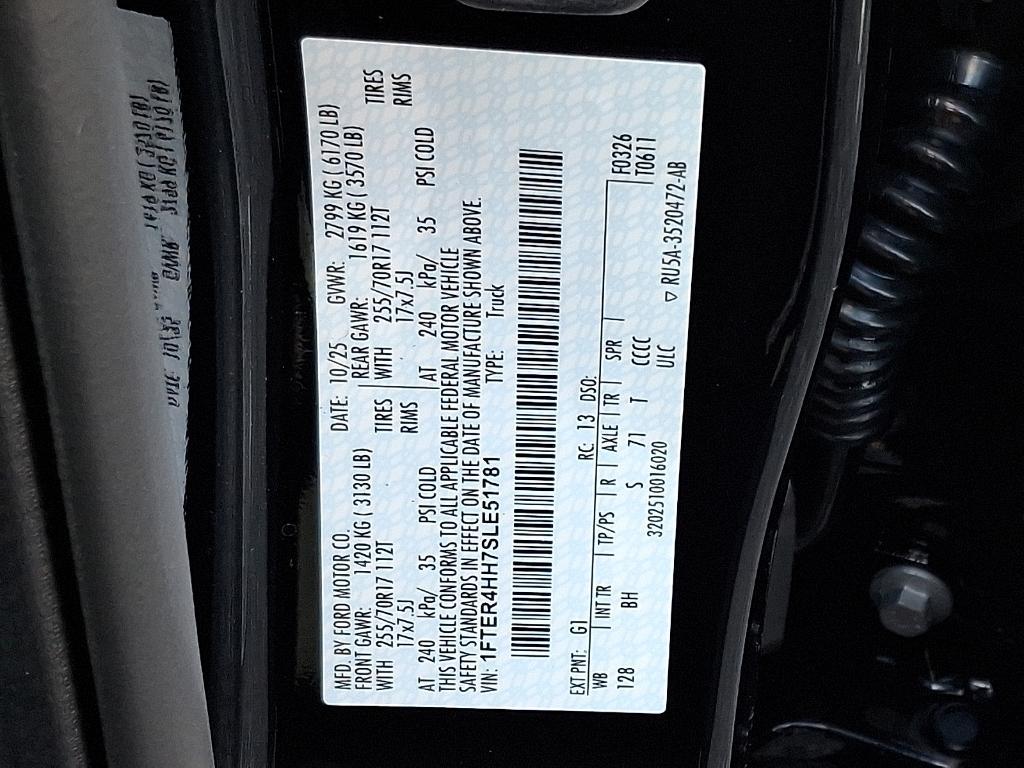 MFD. BY FORD MOTOR CO.
DATE: 10/25 GVWR: 2799 KG ( 6170 LB)
FRONT GAWR: 1420 KG ( 3130 LB)
REAR GAWR: 1619 KG ( 3570 LB)
WITH 255/70R17 112T TIRES
WITH 255/70R17 112T TIRES
17x7.5J RIMS
17x7.5J RIMS
AT 240 kPa/ 35 PSI COLD
AT 240 kPa/ 35 PSI COLD
THIS VEHICLE CONFORMS TO ALL APPLICABLE FEDERAL MOTOR VEHICLE
SAFETY STANDARDS IN EFFECT ON THE DATE OF MANUFACTURE SHOWN ABOVE.
VIN: 1FTER4HH7SLE51781 TYPE: Truck
EXT PNT: G1 RC: 13 DSO:
WB INT TR TP/PS R AXLE TR SPR F0326
128 BH S 71 T CCCC T0611
3202510016020 ULC
▽ RU5A-3520472-AB